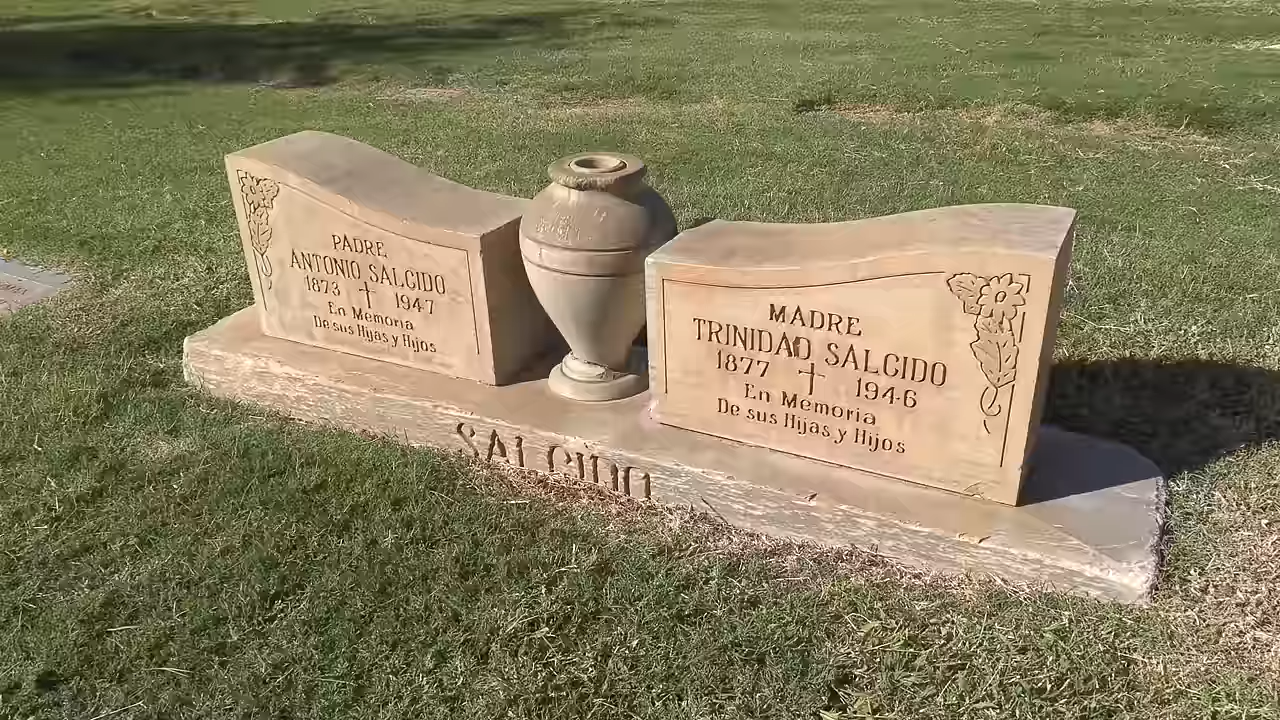 PADRE
ANTONIO SALCIDO
1873 1947
En Memoria
De sus Hijas y Hijos
MADRE
TRINIDAD SALCIDO
1877 1946
En Memoria
De sus Hijas y Hijos
SALCIDO